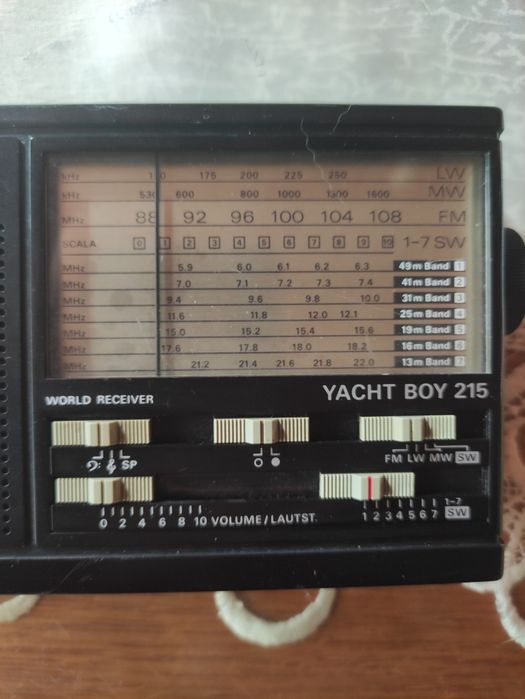 kHz 150 175 200 225 250 LW
kHz 530 600 800 1000 1300 1600 MW
MHz 88 92 96 100 104 108 FM
SCALA 0 1 2 3 4 5 6 7 8 9 10 1-7 SW
MHz 5.9 6.0 6.1 6.2 6.3 49m Band 1
MHz 7.0 7.1 7.2 7.3 7.4 41m Band 2
MHz 9.4 9.6 9.8 10.0 31m Band 3
MHz 11.6 11.8 12.0 12.1 25m Band 4
MHz 15.0 15.2 15.4 15.6 19m Band 5
MHz 17.6 17.8 18.0 18.2 16m Band 6
MHz 21.2 21.4 21.6 21.8 22.0 13m Band 7
WORLD RECEIVER YACHT BOY 215
SP FM LW MW SW
0 2 4 6 8 10 VOLUME/LAUTST. 1 2 3 4 5 6 7 1-7 SW